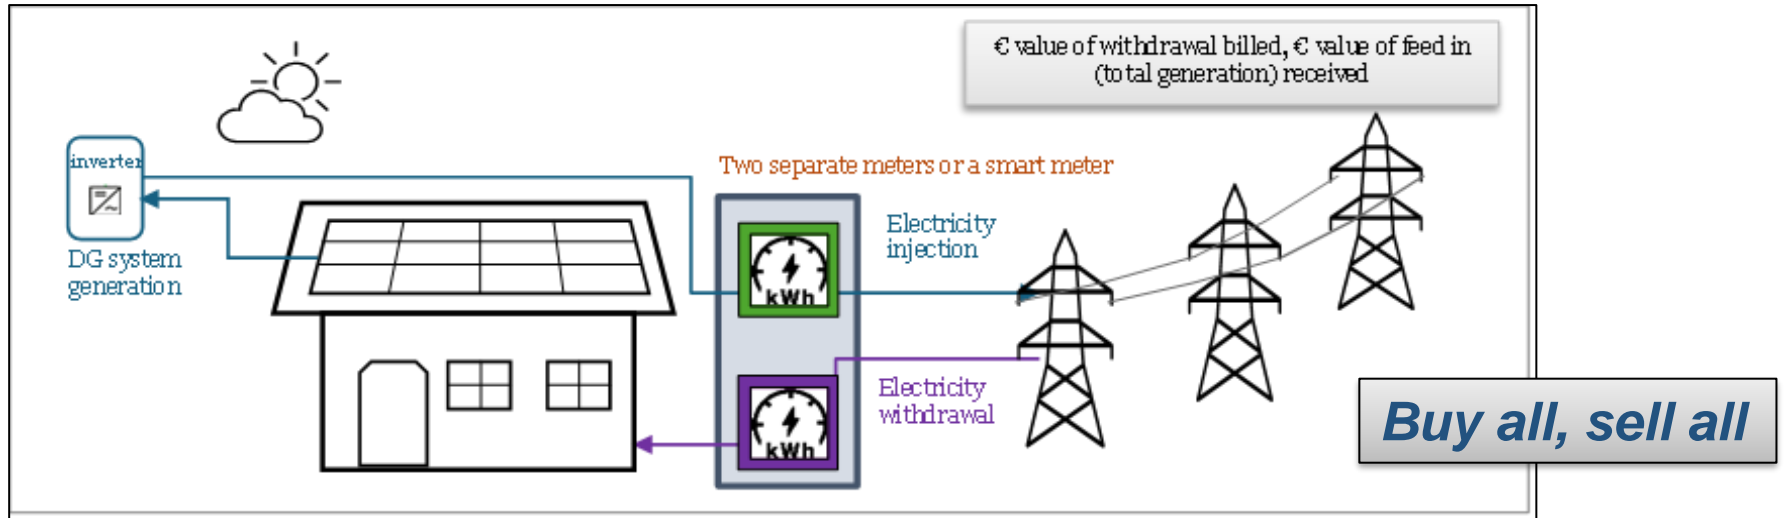 € value of withdrawal billed, € value of feed in
(total generation) received
inverter
Two separate meters or a smart meter
Electricity
injection
DG system
generation
kWh
Electricity
withdrawal
kWh
Buy all, sell all